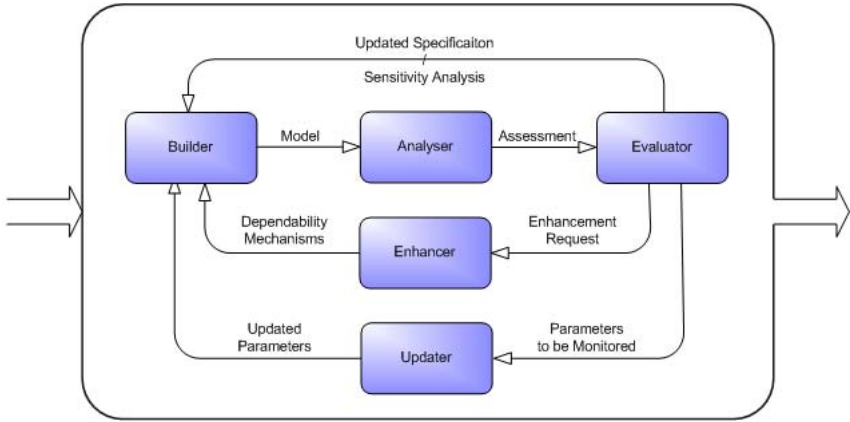 Updated Specificaiton
Sensitivity Analysis
Builder
Model
Analyser
Assessment
Evaluator
Dependability
Mechanisms
Enhancer
Enhancement
Request
Updated
Parameters
Updater
Parameters
to be Monitored